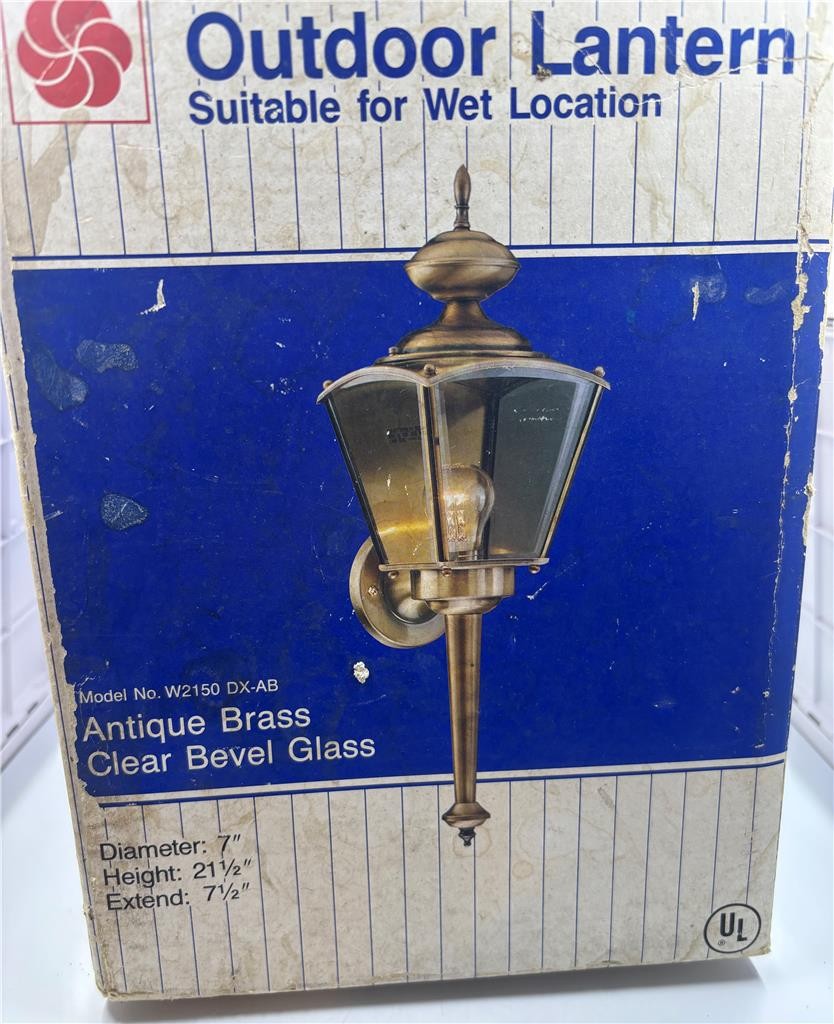 Outdoor Lantern
Suitable for Wet Location
Model No. W2150 DX-AB
Antique Brass
Clear Bevel Glass
Diameter: 7"
Height: 21½"
Extend: 7½"
UL
®